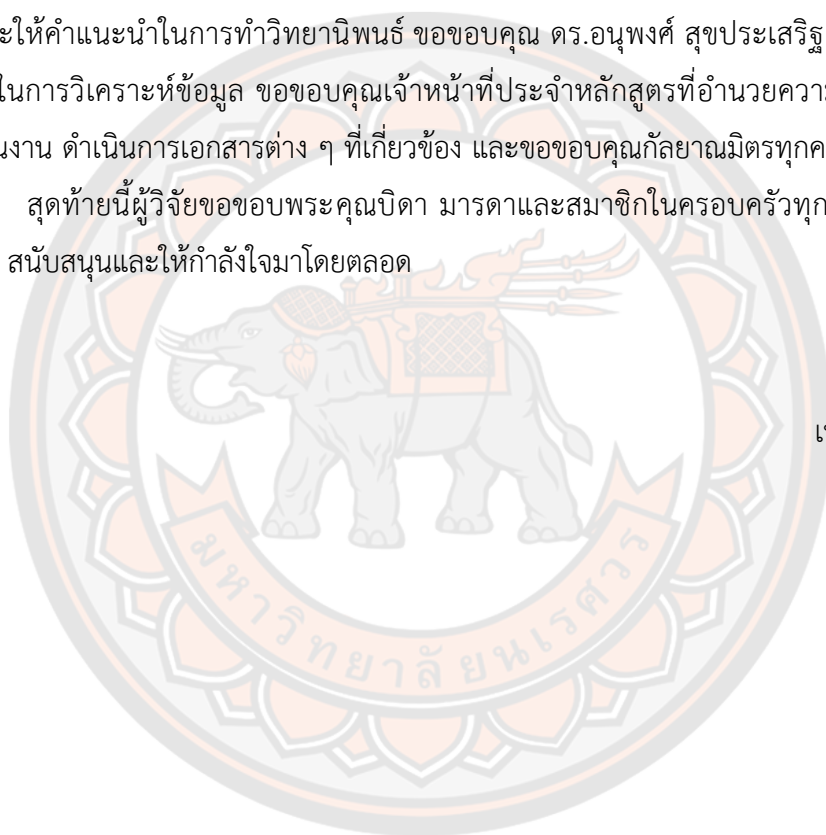 ะให้คำแนะนำในการทำวิทยานิพนธ์ ขอขอบคุณ ดร.อนุพงศ์ สุขประเสริฐ
ในการวิเคราะห์ข้อมูล ขอขอบคุณเจ้าหน้าที่ประจำหลักสูตรที่อำนวยควา
นงาน ดำเนินการเอกสารต่าง ๆ ที่เกี่ยวข้อง และขอขอบคุณกัลยาณมิตรทุกค
สุดท้ายนี้ผู้วิจัยขอขอบพระคุณบิดา มารดาและสมาชิกในครอบครัวทุก
สนับสนุนและให้กำลังใจมาโดยตลอด
มหาวิทยาลัยนเรศวร